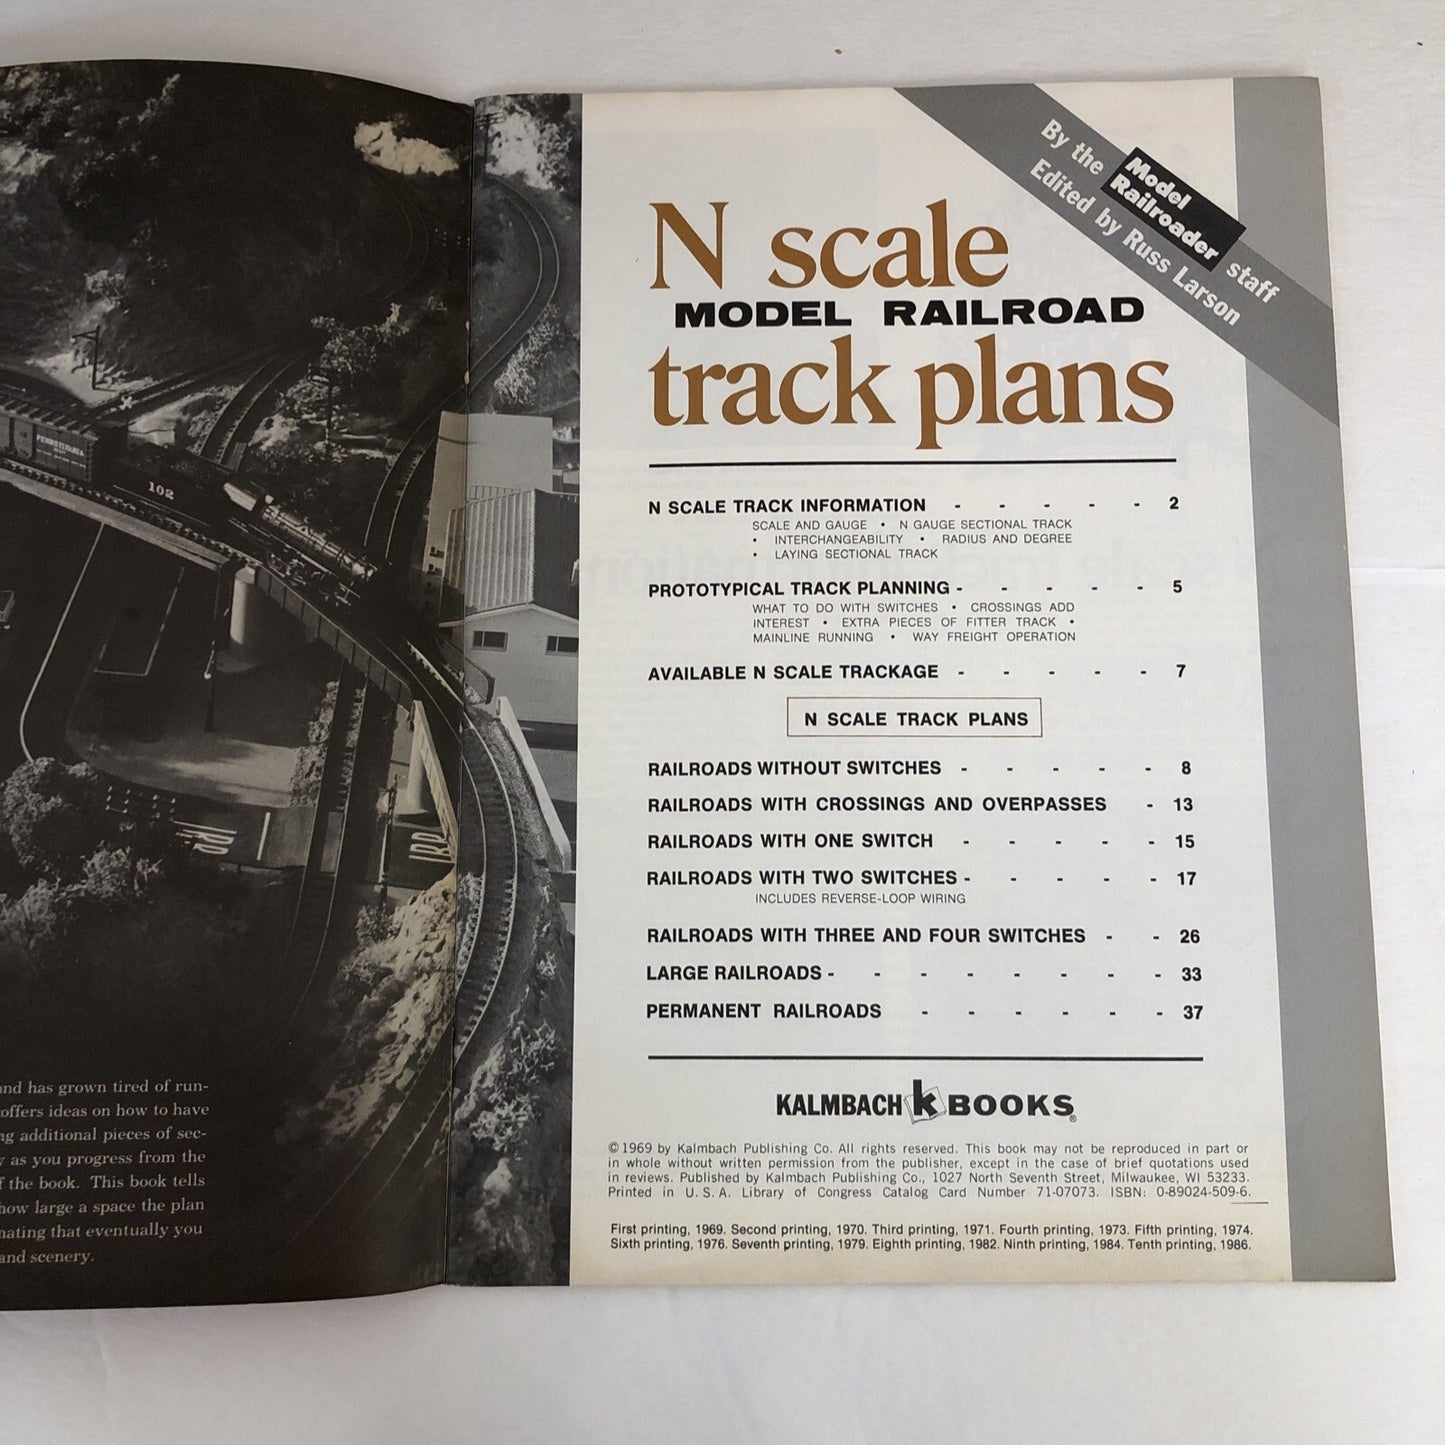 PENNSYLVANIA
102
and has grown tired of run-
offers ideas on how to have
ng additional pieces of sec-
y as you progress from the
f the book. This book tells
how large a space the plan
nating that eventually you
and scenery.
By the Model Railroader staff
Edited by Russ Larson
N scale
MODEL RAILROAD
track plans
N SCALE TRACK INFORMATION - - - - - 2
SCALE AND GAUGE • N GAUGE SECTIONAL TRACK
• INTERCHANGEABILITY • RADIUS AND DEGREE
• LAYING SECTIONAL TRACK
PROTOTYPICAL TRACK PLANNING - - - - - 5
WHAT TO DO WITH SWITCHES • CROSSINGS ADD
INTEREST • EXTRA PIECES OF FITTER TRACK •
MAINLINE RUNNING • WAY FREIGHT OPERATION
AVAILABLE N SCALE TRACKAGE - - - - - 7
N SCALE TRACK PLANS
RAILROADS WITHOUT SWITCHES - - - - - 8
RAILROADS WITH CROSSINGS AND OVERPASSES - 13
RAILROADS WITH ONE SWITCH - - - - - 15
RAILROADS WITH TWO SWITCHES - - - - - 17
INCLUDES REVERSE-LOOP WIRING
RAILROADS WITH THREE AND FOUR SWITCHES - - 26
LARGE RAILROADS - - - - - - - - 33
PERMANENT RAILROADS - - - - - - 37
KALMBACH k BOOKS®
© 1969 by Kalmbach Publishing Co. All rights reserved. This book may not be reproduced in part or
in whole without written permission from the publisher, except in the case of brief quotations used
in reviews. Published by Kalmbach Publishing Co., 1027 North Seventh Street, Milwaukee, WI 53233.
Printed in U. S. A. Library of Congress Catalog Card Number 71-07073. ISBN: 0-89024-509-6.
First printing, 1969. Second printing, 1970. Third printing, 1971. Fourth printing, 1973. Fifth printing, 1974.
Sixth printing, 1976. Seventh printing, 1979. Eighth printing, 1982. Ninth printing, 1984. Tenth printing, 1986.